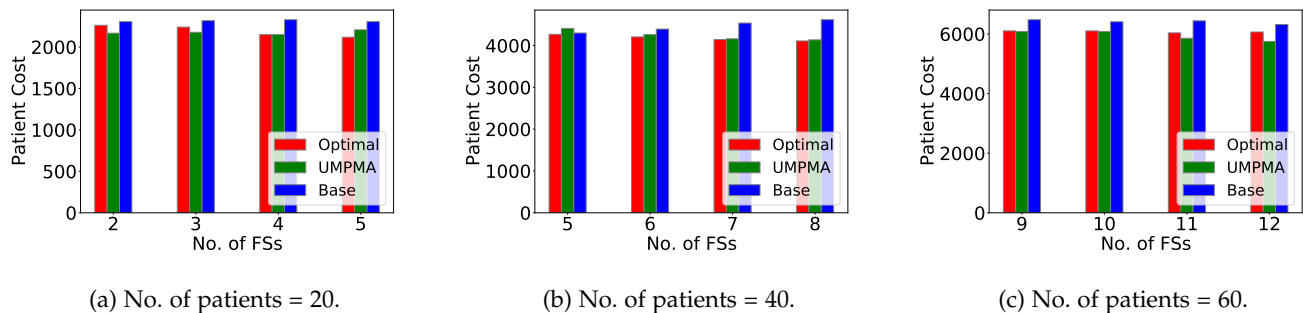 Patient Cost
2000
1500
1000
500
0
2
3
4
5
No. of FSs
Optimal
UMPMA
Base
(a) No. of patients = 20.
Patient Cost
4000
3000
2000
1000
0
5
6
7
8
No. of FSs
Optimal
UMPMA
Base
(b) No. of patients = 40.
Patient Cost
6000
4000
2000
0
9
10
11
12
No. of FSs
Optimal
UMPMA
Base
(c) No. of patients = 60.